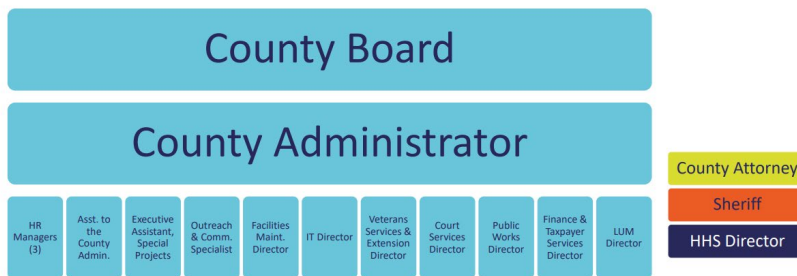 County Board
County Administrator
HR
Managers
(3)
Asst. to
the
County
Admin.
Executive
Assistant,
Special
Projects
Outreach
& Comm.
Specialist
Facilities
Maint.
Director
IT Director
Veterans
Services &
Extension
Director
Court
Services
Director
Public
Works
Director
Finance &
Taxpayer
Services
Director
LUM
Director
County Attorney
Sheriff
HHS Director